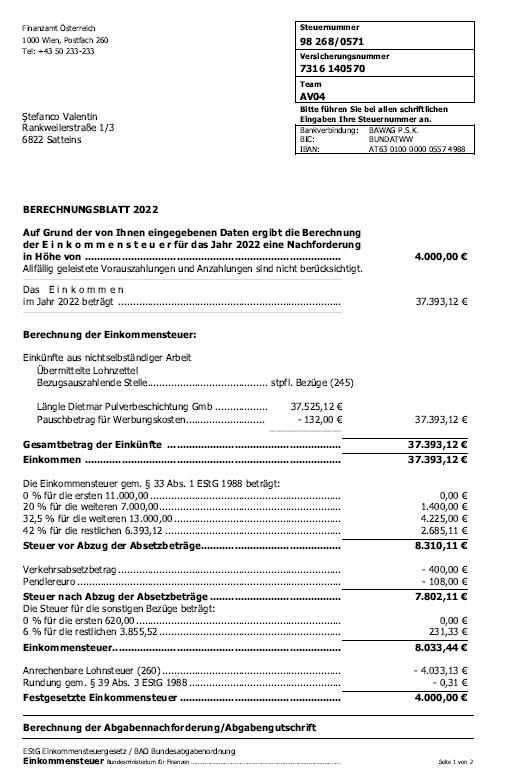 Finanzamt Österreich
1000 Wien, Postfach 260
Tel: +43 50 233-233
Steuernummer
98 268/0571
Versicherungsnummer
7316 140570
Team
AV04
Bitte führen Sie bei allen schriftlichen
Eingaben Ihre Steuernummer an.
Bankverbindung: BAWAG P.S.K.
BIC: BUNDATWW
IBAN: AT63 0100 0000 0557 4988
Ştefanco Valentin
Rankweilerstraße 1/3
6822 Satteins
BERECHNUNGSBLATT 2022
Auf Grund der von Ihnen eingegebenen Daten ergibt die Berechnung
der E i n k o m m e n s t e u e r für das Jahr 2022 eine Nachforderung
in Höhe von ........ 4.000,00 €
Allfällig geleistete Vorauszahlungen und Anzahlungen sind nicht berücksichtigt.
Das E i n k o m m e n
im Jahr 2022 beträgt ........ 37.393,12 €
Berechnung der Einkommensteuer:
Einkünfte aus nichtselbständiger Arbeit
Übermittelte Lohnzettel
Bezugsauszahlende Stelle........ stpfl. Bezüge (245)
Längle Dietmar Pulverbeschichtung Gmb ........ 37.525,12 €
Pauschbetrag für Werbungskosten........ - 132,00 € 37.393,12 €
Gesamtbetrag der Einkünfte ........ 37.393,12 €
Einkommen ........ 37.393,12 €
Die Einkommensteuer gem. § 33 Abs. 1 EStG 1988 beträgt:
0 % für die ersten 11.000,00 ........ 0,00 €
20 % für die weiteren 7.000,00 ........ 1.400,00 €
32,5 % für die weiteren 13.000,00 ........ 4.225,00 €
42 % für die restlichen 6.393,12 ........ 2.685,11 €
Steuer vor Abzug der Absetzbeträge........ 8.310,11 €
Verkehrsabsetzbetrag ........ - 400,00 €
Pendlereuro ........ - 108,00 €
Steuer nach Abzug der Absetzbeträge ........ 7.802,11 €
Die Steuer für die sonstigen Bezüge beträgt:
0 % für die ersten 620,00 ........ 0,00 €
6 % für die restlichen 3.855,52 ........ 231,33 €
Einkommensteuer........ 8.033,44 €
Anrechenbare Lohnsteuer (260) ........ - 4.033,13 €
Rundung gem. § 39 Abs. 3 EStG 1988 ........ - 0,31 €
Festgesetzte Einkommensteuer ........ 4.000,00 €
Berechnung der Abgabennachforderung/Abgabengutschrift
EStG Einkommensteuergesetz / BAO Bundesabgabenordnung
Einkommensteuer Bundesministerium für Finanzen ........ Seite 1 von 2